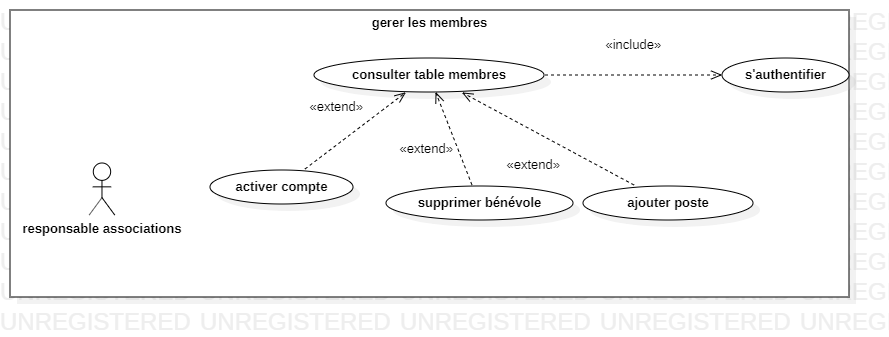 gerer les membres
«include»
consulter table membres
s'authentifier
«extend»
«extend»
«extend»
activer compte
supprimer bénévole
ajouter poste
responsable associations
UNREGISTERED UNREGISTERED UNREGISTERED UNREGISTERED UNREG